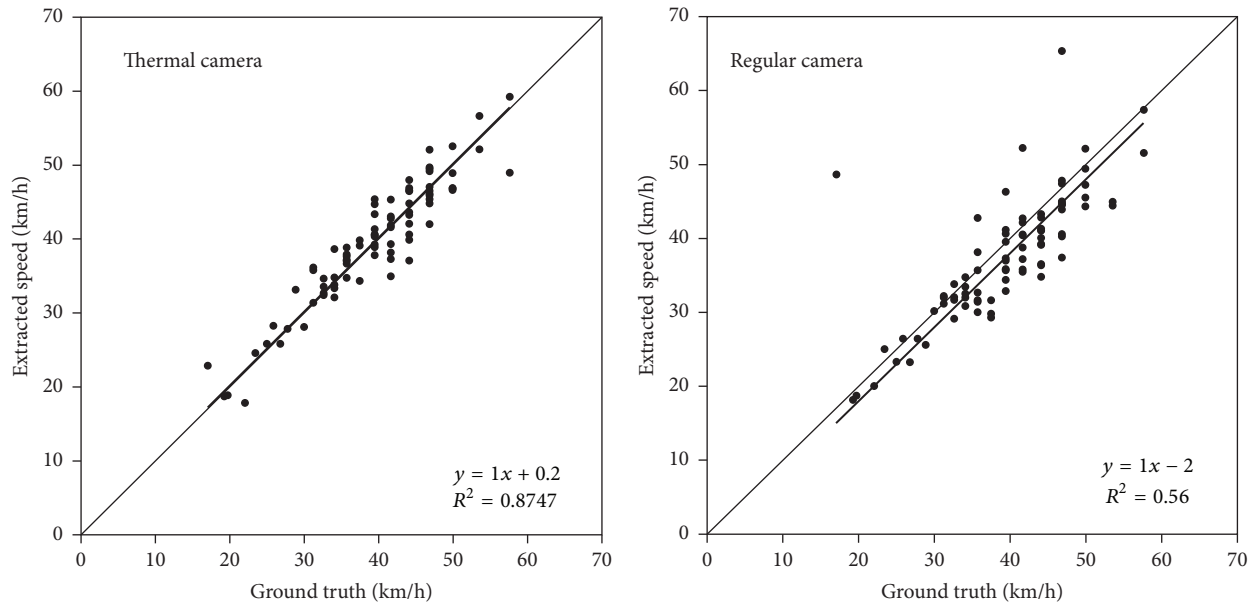 Thermal camera
70
60
50
40
30
20
10
0
Extracted speed (km/h)
0 10 20 30 40 50 60 70
Ground truth (km/h)
y = 1x + 0.2
R² = 0.8747
Regular camera
70
60
50
40
30
20
10
0
Extracted speed (km/h)
0 10 20 30 40 50 60 70
Ground truth (km/h)
y = 1x − 2
R² = 0.56